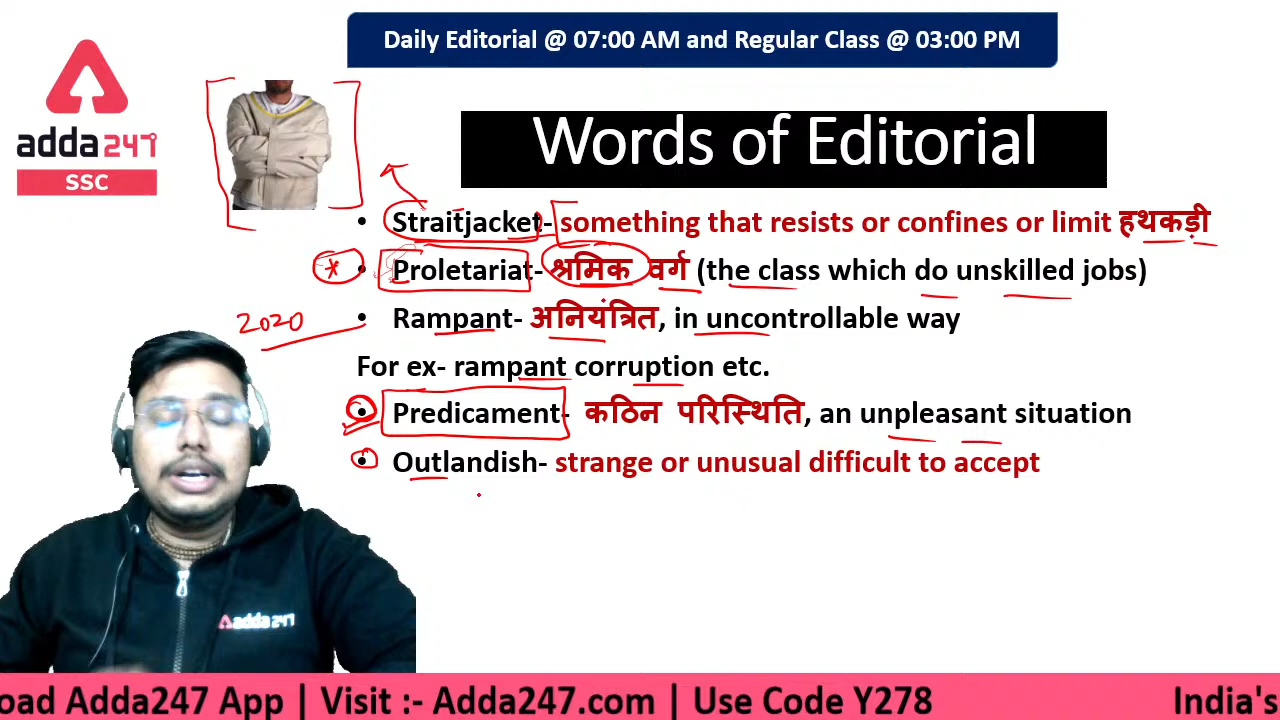 Daily Editorial @ 07:00 AM and Regular Class @ 03:00 PM
adda247
SSC
Words of Editorial
• Straitjacket- something that resists or confines or limit हथकड़ी
* • Proletariat- श्रमिक वर्ग (the class which do unskilled jobs)
2020
• Rampant- अनियंत्रित, in uncontrollable way
For ex- rampant corruption etc.
• Predicament- कठिन परिस्थिति, an unpleasant situation
• Outlandish- strange or unusual difficult to accept
adda247
oad Adda247 App | Visit :- Adda247.com | Use Code Y278 India's